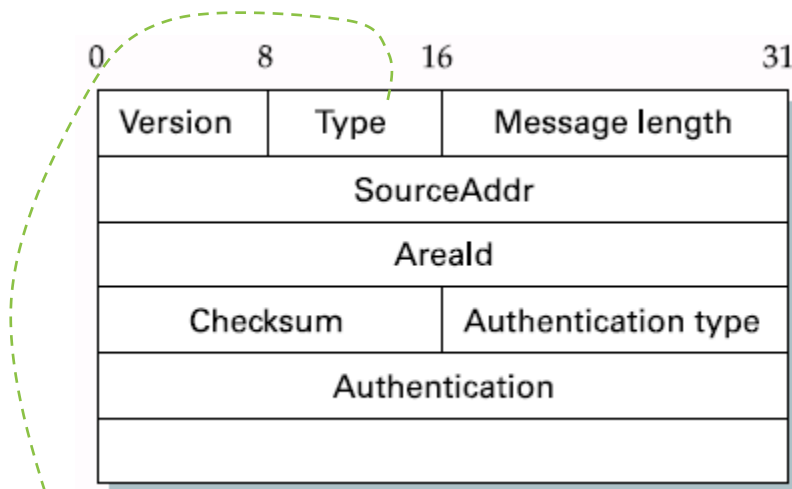 0 8 16 31
Version Type Message length
SourceAddr
AreaId
Checksum Authentication type
Authentication